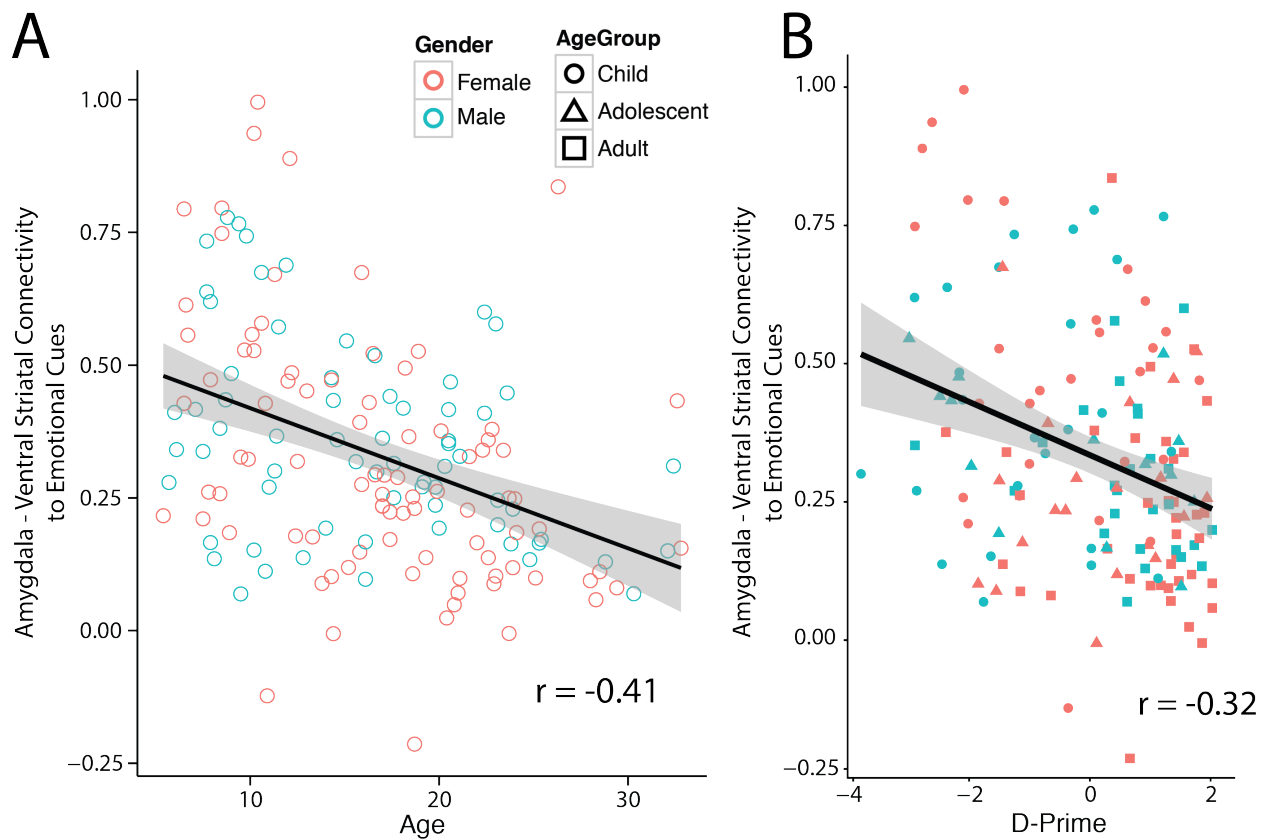 A
Gender
Female
Male
AgeGroup
Child
Adolescent
Adult
Amygdala - Ventral Striatal Connectivity
to Emotional Cues
1.00
0.75
0.50
0.25
0.00
−0.25
r = -0.41
10
20
30
Age
B
Amygdala - Ventral Striatal Connectivity
to Emotional Cues
1.00
0.75
0.50
0.25
0.00
−0.25
r = -0.32
−4
−2
0
2
D-Prime